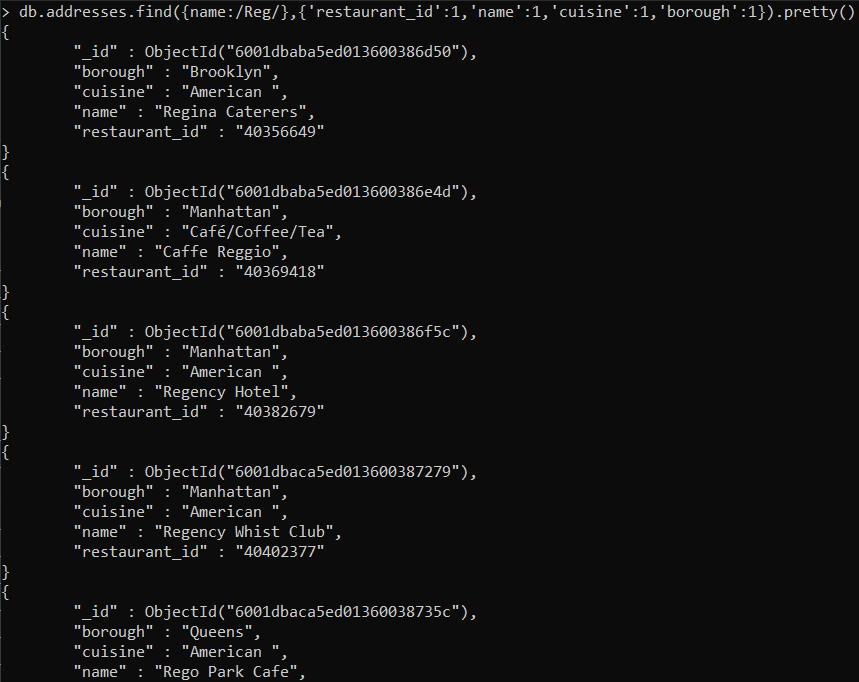 > db.addresses.find({name:/Reg/},{'restaurant_id':1,'name':1,'cuisine':1,'borough':1}).pretty()
{
        "_id" : ObjectId("6001dbaba5ed013600386d50"),
        "borough" : "Brooklyn",
        "cuisine" : "American ",
        "name" : "Regina Caterers",
        "restaurant_id" : "40356649"
}
{
        "_id" : ObjectId("6001dbaba5ed013600386e4d"),
        "borough" : "Manhattan",
        "cuisine" : "Café/Coffee/Tea",
        "name" : "Caffe Reggio",
        "restaurant_id" : "40369418"
}
{
        "_id" : ObjectId("6001dbaba5ed013600386f5c"),
        "borough" : "Manhattan",
        "cuisine" : "American ",
        "name" : "Regency Hotel",
        "restaurant_id" : "40382679"
}
{
        "_id" : ObjectId("6001dbaca5ed013600387279"),
        "borough" : "Manhattan",
        "cuisine" : "American ",
        "name" : "Regency Whist Club",
        "restaurant_id" : "40402377"
}
{
        "_id" : ObjectId("6001dbaca5ed01360038735c"),
        "borough" : "Queens",
        "cuisine" : "American ",
        "name" : "Rego Park Cafe",